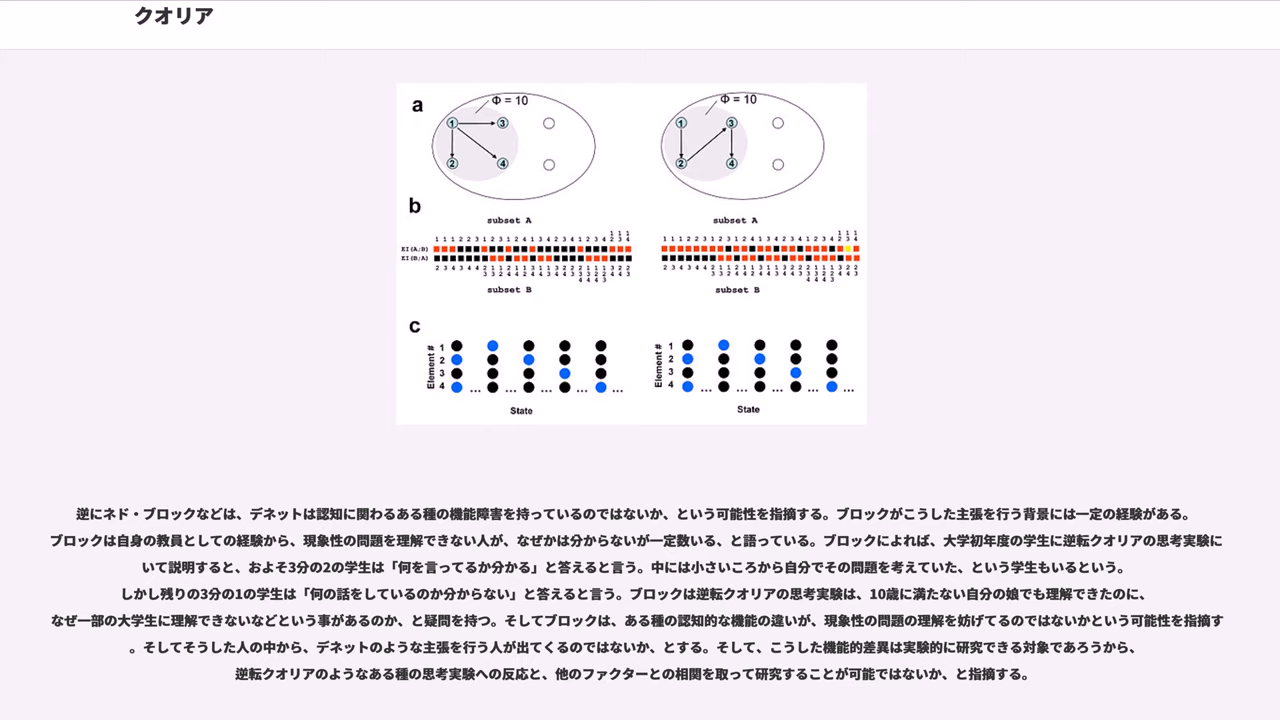 クオリア
a
Φ = 10
Φ = 10
1
3
2
4
1
3
2
4
b
subset A
subset A
EI(A;B)
EI(B;A)
subset B
subset B
c
Element #
1
2
3
4
... ... ... ... ...
State
Element #
1
2
3
4
... ... ... ... ...
State
逆にネド・ブロックなどは、デネットは認知に関わるある種の機能障害を持っているのではないか、という可能性を指摘する。ブロックがこうした主張を行う背景には一定の経験がある。
ブロックは自身の教員としての経験から、現象性の問題を理解できない人が、なぜかは分からないが一定数いる、と語っている。ブロックによれば、大学初年度の学生に逆転クオリアの思考実験に
いて説明すると、およそ3分の2の学生は「何を言ってるか分かる」と答えると言う。中には小さいころから自分でその問題を考えていた、という学生もいるという。
しかし残りの3分の1の学生は「何の話をしているのか分からない」と答えると言う。ブロックは逆転クオリアの思考実験は、10歳に満たない自分の娘でも理解できたのに、
なぜ一部の大学生に理解できないなどという事があるのか、と疑問を持つ。そしてブロックは、ある種の認知的な機能の違いが、現象性の問題の理解を妨げてるのではないかという可能性を指摘す
。そしてそうした人の中から、デネットのような主張を行う人が出てくるのではないか、とする。そして、こうした機能的差異は実験的に研究できる対象であろうから、
逆転クオリアのようなある種の思考実験への反応と、他のファクターとの相関を取って研究することが可能ではないか、と指摘する。